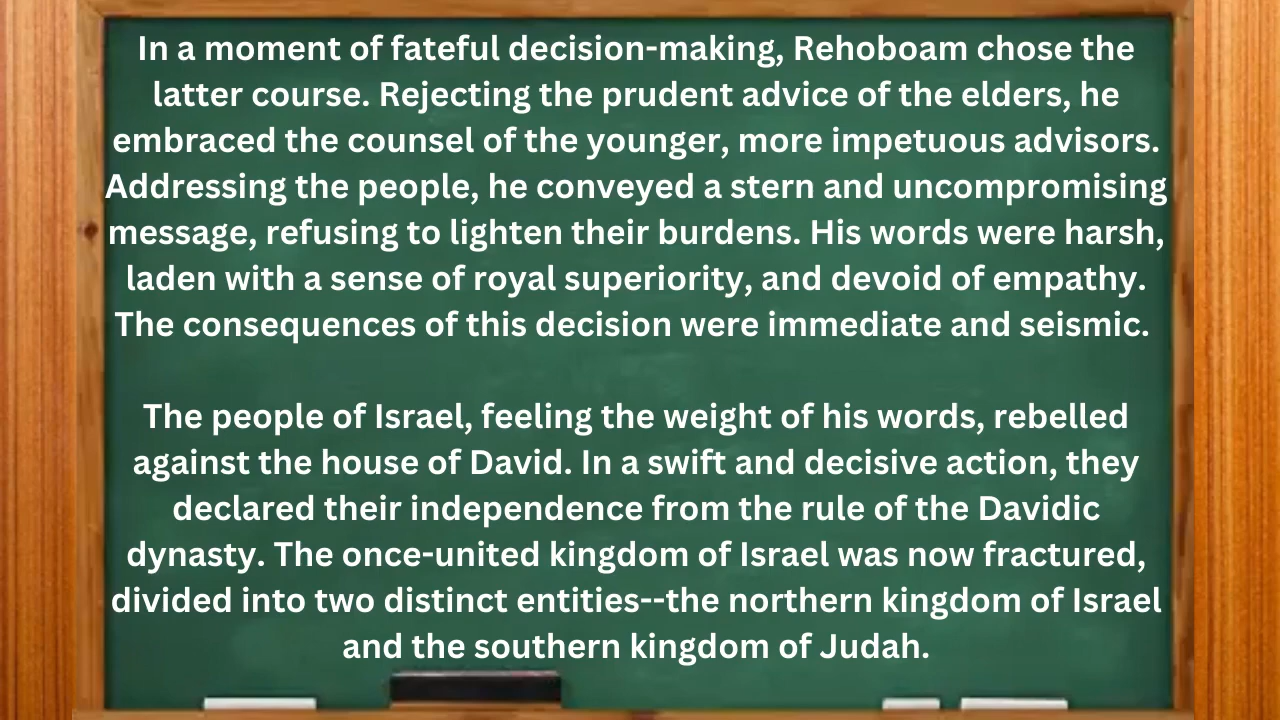 In a moment of fateful decision-making, Rehoboam chose the
latter course. Rejecting the prudent advice of the elders, he
embraced the counsel of the younger, more impetuous advisors.
Addressing the people, he conveyed a stern and uncompromising
message, refusing to lighten their burdens. His words were harsh,
laden with a sense of royal superiority, and devoid of empathy.
The consequences of this decision were immediate and seismic.
The people of Israel, feeling the weight of his words, rebelled
against the house of David. In a swift and decisive action, they
declared their independence from the rule of the Davidic
dynasty. The once-united kingdom of Israel was now fractured,
divided into two distinct entities--the northern kingdom of Israel
and the southern kingdom of Judah.